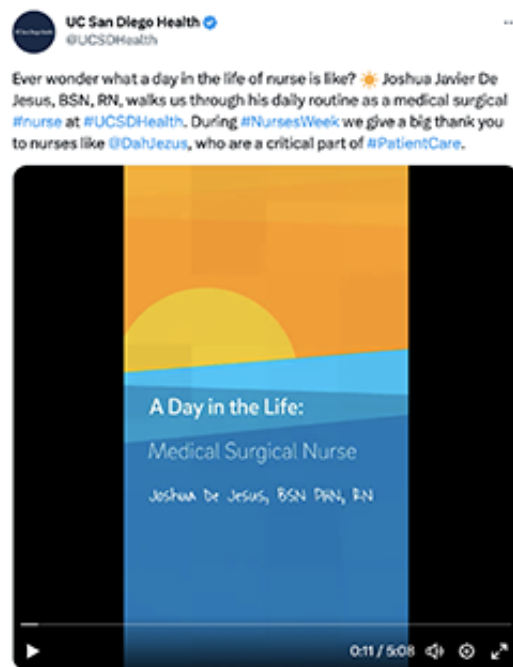 UC San Diego Health
@UCSDHealth
Ever wonder what a day in the life of nurse is like? ☀️ Joshua Javier De
Jesus, BSN, RN, walks us through his daily routine as a medical surgical
#nurse at #UCSDHealth. During #NursesWeek we give a big thank you
to nurses like @DahJezus, who are a critical part of #PatientCare.
A Day in the Life:
Medical Surgical Nurse
Joshua De Jesus, BSN PHN, RN
0:11 / 5:08